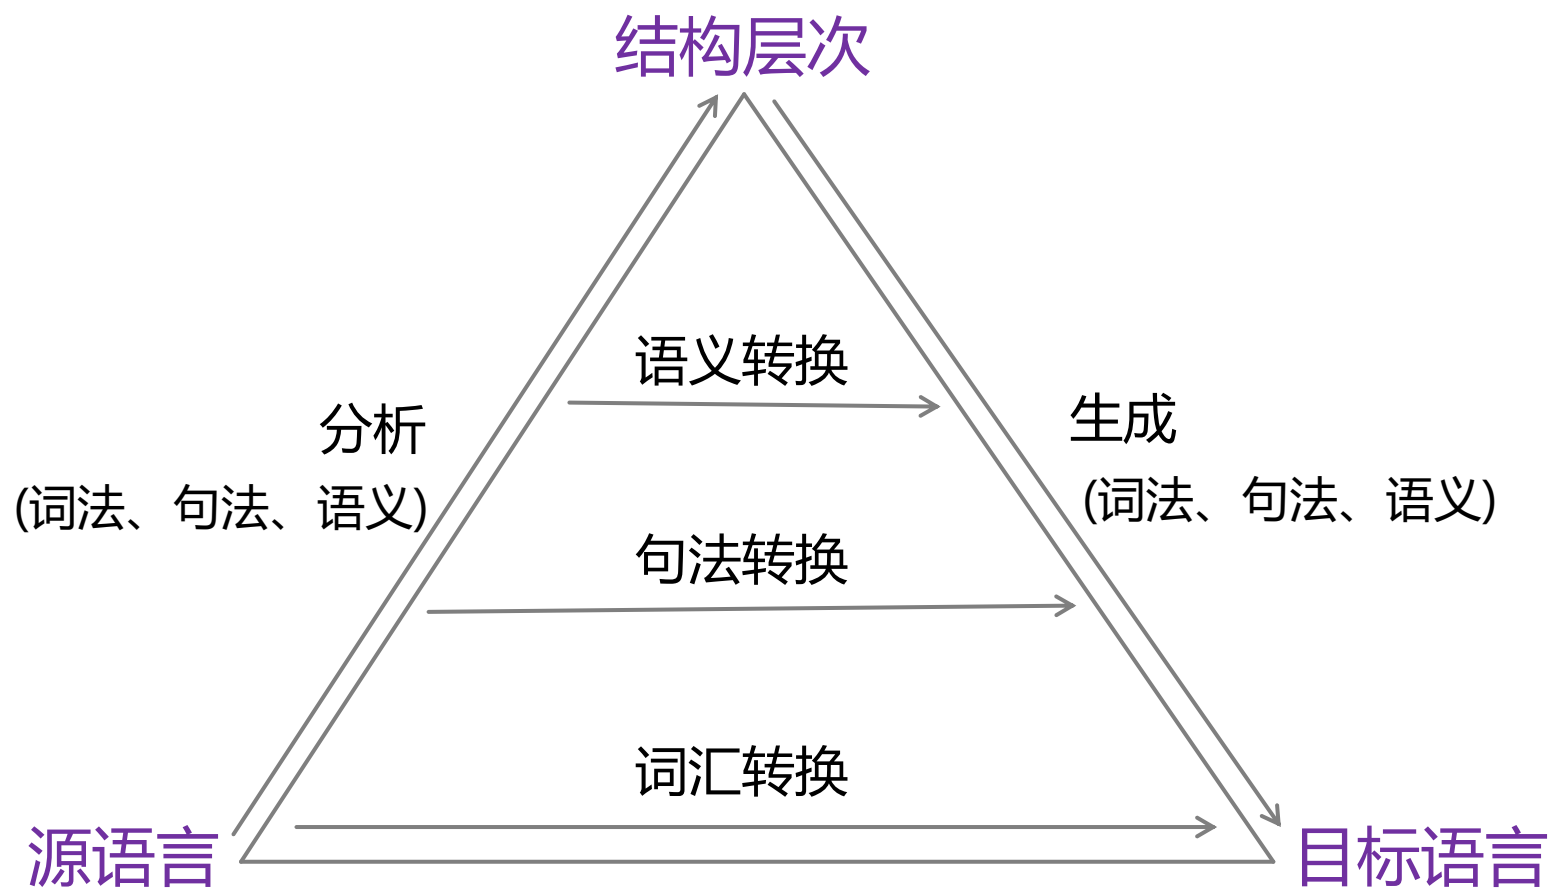 结构层次
语义转换
分析
(词法、句法、语义)
生成
(词法、句法、语义)
句法转换
词汇转换
源语言
目标语言